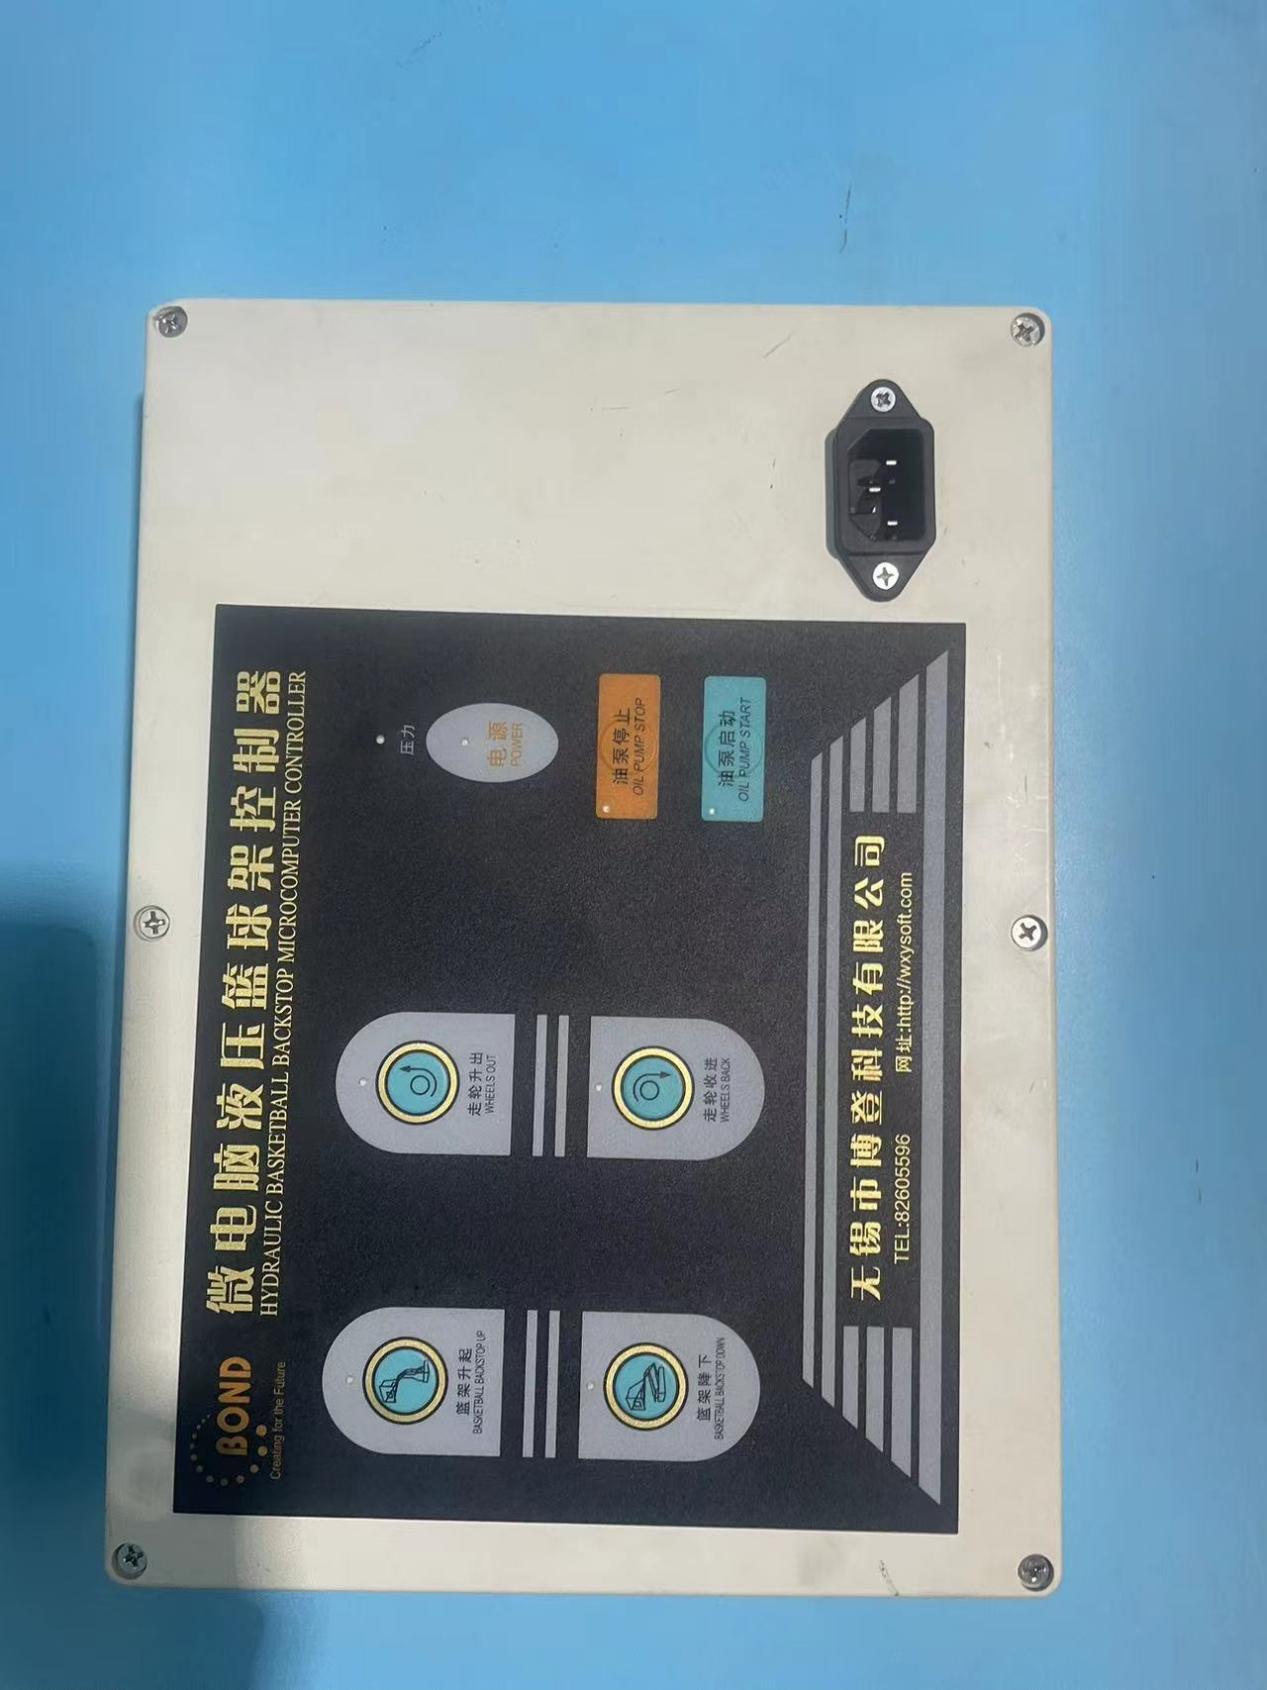 BOND
Creating for the Future
微电脑液压篮球架控制器
HYDRAULIC BASKETBALL BACKSTOP MICROCOMPUTER CONTROLLER
压力
电源
POWER
篮架升起
BASKETBALL BACKSTOP UP
走轮升出
WHEELS OUT
油泵停止
OIL PUMP STOP
篮架降下
BASKETBALL BACKSTOP DOWN
走轮收进
WHEELS BACK
油泵启动
OIL PUMP START
无锡市博登科技有限公司
TEL:82605596 网址:http://wxysoft.com